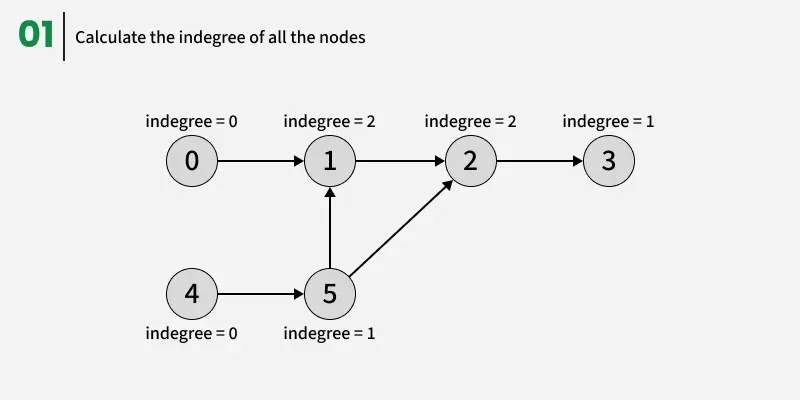 01 Calculate the indegree of all the nodes
indegree = 0 indegree = 2 indegree = 2 indegree = 1
0 1 2 3
4 5
indegree = 0 indegree = 1